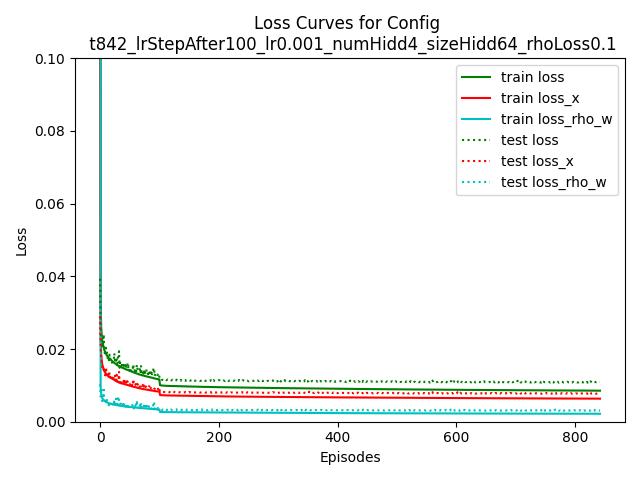 Loss Curves for Config
t842_lrStepAfter100_lr0.001_numHidd4_sizeHidd64_rhoLoss0.1
0.10
0.08
0.06
0.04
0.02
0.00
Loss
train loss
train loss_x
train loss_rho_w
test loss
test loss_x
test loss_rho_w
0 200 400 600 800
Episodes